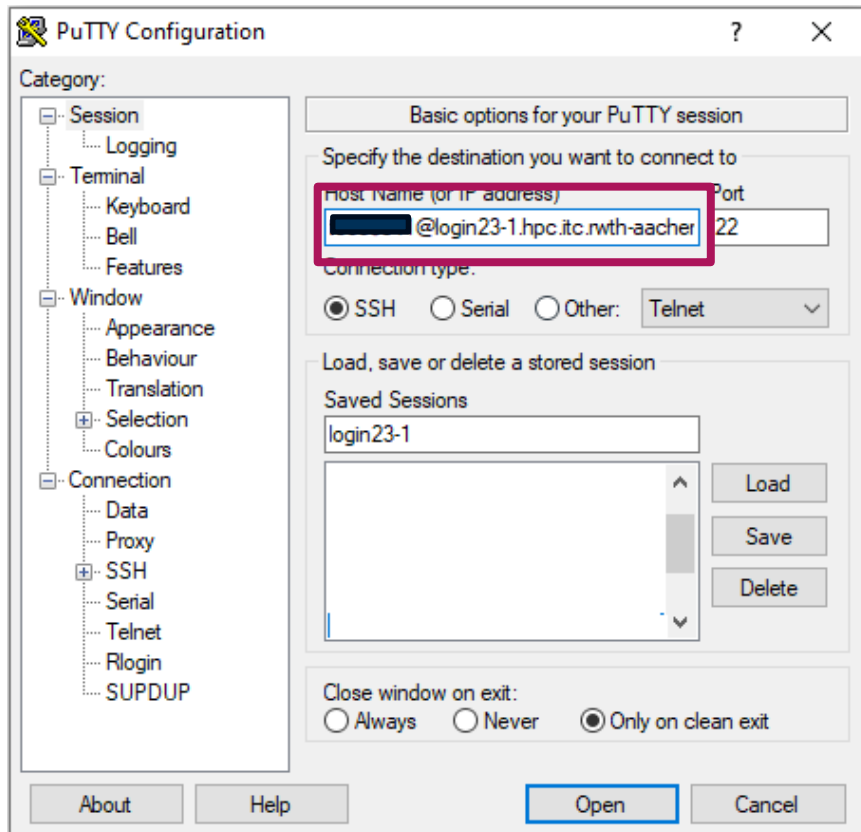 PuTTY Configuration
?
Category:
Session
Logging
Terminal
Keyboard
Bell
Features
Window
Appearance
Behaviour
Translation
Selection
Colours
Connection
Data
Proxy
SSH
Serial
Telnet
Rlogin
SUPDUP
Basic options for your PuTTY session
Specify the destination you want to connect to
Host Name (or IP address) Port
@login23-1.hpc.itc.rwth-aachen 22
Connection type:
SSH Serial Other: Telnet
Load, save or delete a stored session
Saved Sessions
login23-1
Load
Save
Delete
Close window on exit:
Always Never Only on clean exit
About Help Open Cancel